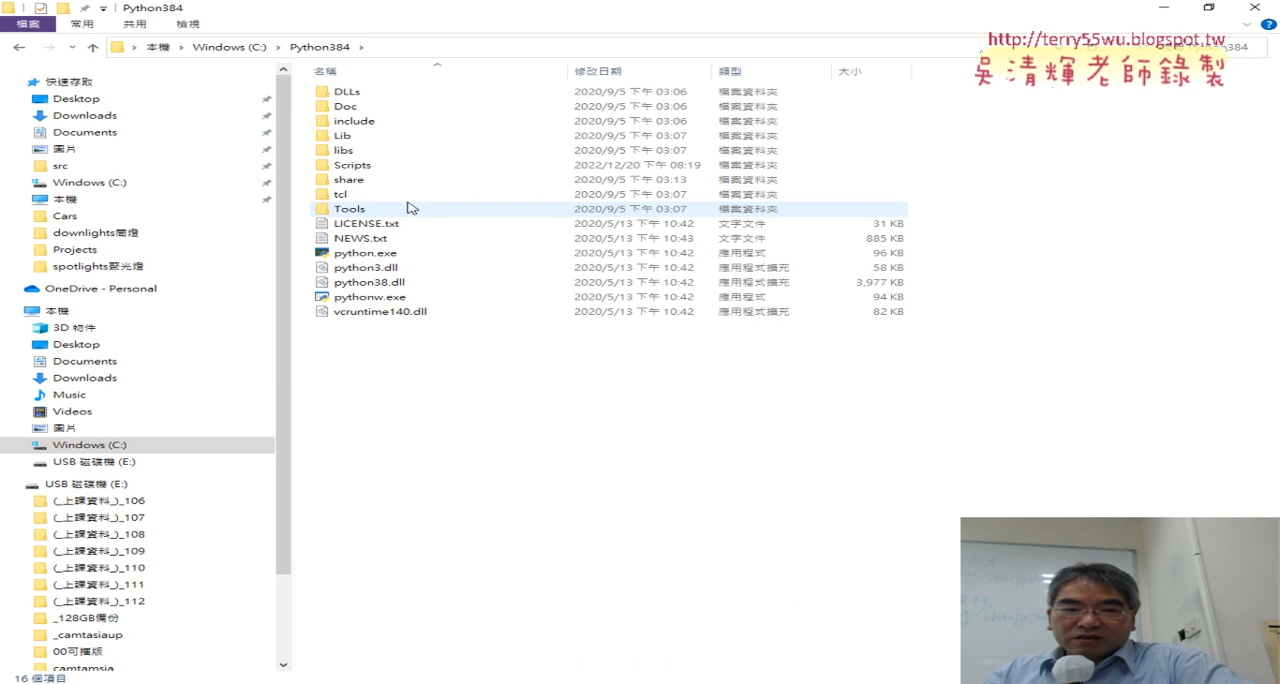 Python384
檔案 常用 共用 檢視
http://terry55wu.blogspot.tw
吳清輝老師錄製
本機 › Windows (C:) › Python384 ›
名稱 修改日期 類型 大小
快速存取
Desktop
Downloads
Documents
圖片
src
Windows (C:)
本機
Cars
downlights筒燈
Projects
spotlights聚光燈
OneDrive - Personal
本機
3D 物件
Desktop
Documents
Downloads
Music
Videos
圖片
Windows (C:)
USB 磁碟機 (E:)
USB 磁碟機 (E:)
(_上課資料_)_106
(_上課資料_)_107
(_上課資料_)_108
(_上課資料_)_109
(_上課資料_)_110
(_上課資料_)_111
(_上課資料_)_112
_128GB備份
_camtasiaup
00可攜版
camtamsia
DLLs 2020/9/5 下午 03:06 檔案資料夾
Doc 2020/9/5 下午 03:06 檔案資料夾
include 2020/9/5 下午 03:06 檔案資料夾
Lib 2020/9/5 下午 03:07 檔案資料夾
libs 2020/9/5 下午 03:07 檔案資料夾
Scripts 2022/12/20 下午 08:19 檔案資料夾
share 2020/9/5 下午 03:13 檔案資料夾
tcl 2020/9/5 下午 03:07 檔案資料夾
Tools 2020/9/5 下午 03:07 檔案資料夾
LICENSE.txt 2020/5/13 下午 10:42 文字文件 31 KB
NEWS.txt 2020/5/13 下午 10:43 文字文件 885 KB
python.exe 2020/5/13 下午 10:42 應用程式 96 KB
python3.dll 2020/5/13 下午 10:42 應用程式擴充 58 KB
python38.dll 2020/5/13 下午 10:42 應用程式擴充 3,977 KB
pythonw.exe 2020/5/13 下午 10:42 應用程式 94 KB
vcruntime140.dll 2020/5/13 下午 10:42 應用程式擴充 82 KB
16 個項目